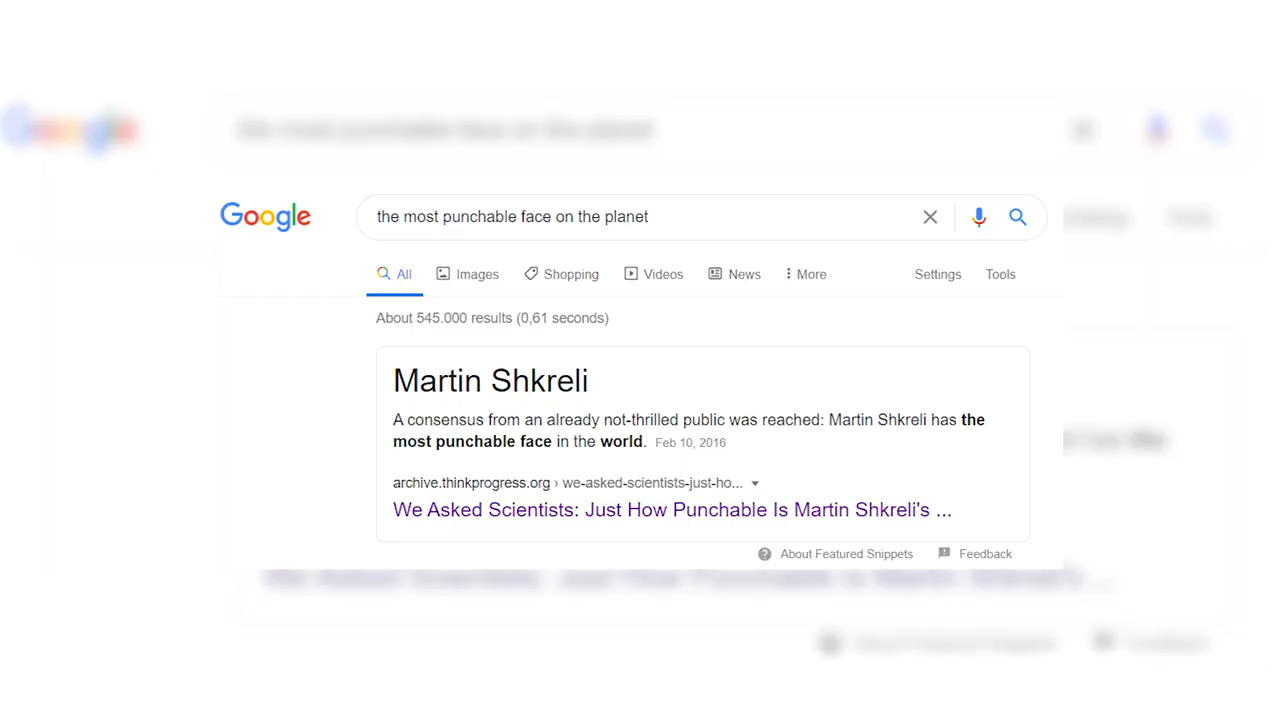 Google the most punchable face on the planet
All Images Shopping Videos News More Settings Tools
About 545.000 results (0,61 seconds)
Martin Shkreli
A consensus from an already not-thrilled public was reached: Martin Shkreli has the
most punchable face in the world. Feb 10, 2016
archive.thinkprogress.org › we-asked-scientists-just-ho...
We Asked Scientists: Just How Punchable Is Martin Shkreli's ...
About Featured Snippets Feedback